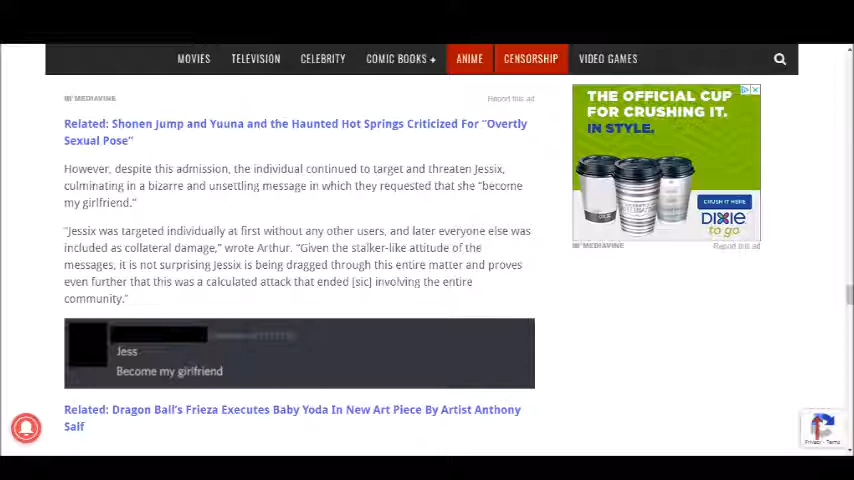 MOVIES TELEVISION CELEBRITY COMIC BOOKS + ANIME CENSORSHIP VIDEO GAMES
MEDIAVINE Report this ad
Related: Shonen Jump and Yuuna and the Haunted Hot Springs Criticized For "Overtly
Sexual Pose"
However, despite this admission, the individual continued to target and threaten Jessix,
culminating in a bizarre and unsettling message in which they requested that she "become
my girlfriend."
"Jessix was targeted individually at first without any other users, and later everyone else was
included as collateral damage," wrote Arthur. "Given the stalker-like attitude of the
messages, it is not surprising Jessix is being dragged through this entire matter and proves
even further that this was a calculated attack that ended [sic] involving the entire
community."
Jess
Become my girlfriend
Related: Dragon Ball's Frieza Executes Baby Yoda In New Art Piece By Artist Anthony
Saif
THE OFFICIAL CUP
FOR CRUSHING IT.
IN STYLE.
CRUSH IT HERE
DIXIE
to go
MEDIAVINE Report this ad
Privacy - Terms